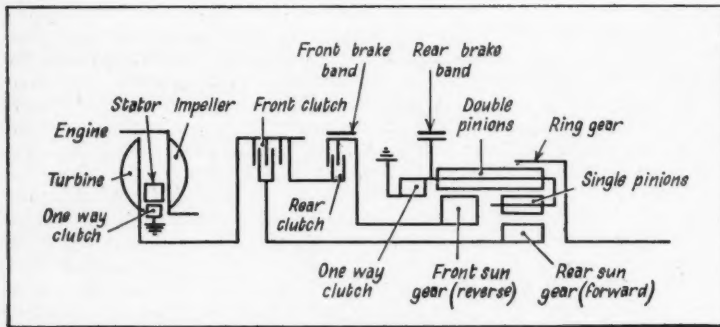 Front brake
band
Rear brake
band
Stator
Impeller
Front clutch
Double
pinions
Engine
Ring gear
Turbine
Single pinions
One way
clutch
Rear
clutch
One way
clutch
Front sun
gear (reverse)
Rear sun
gear (forward)